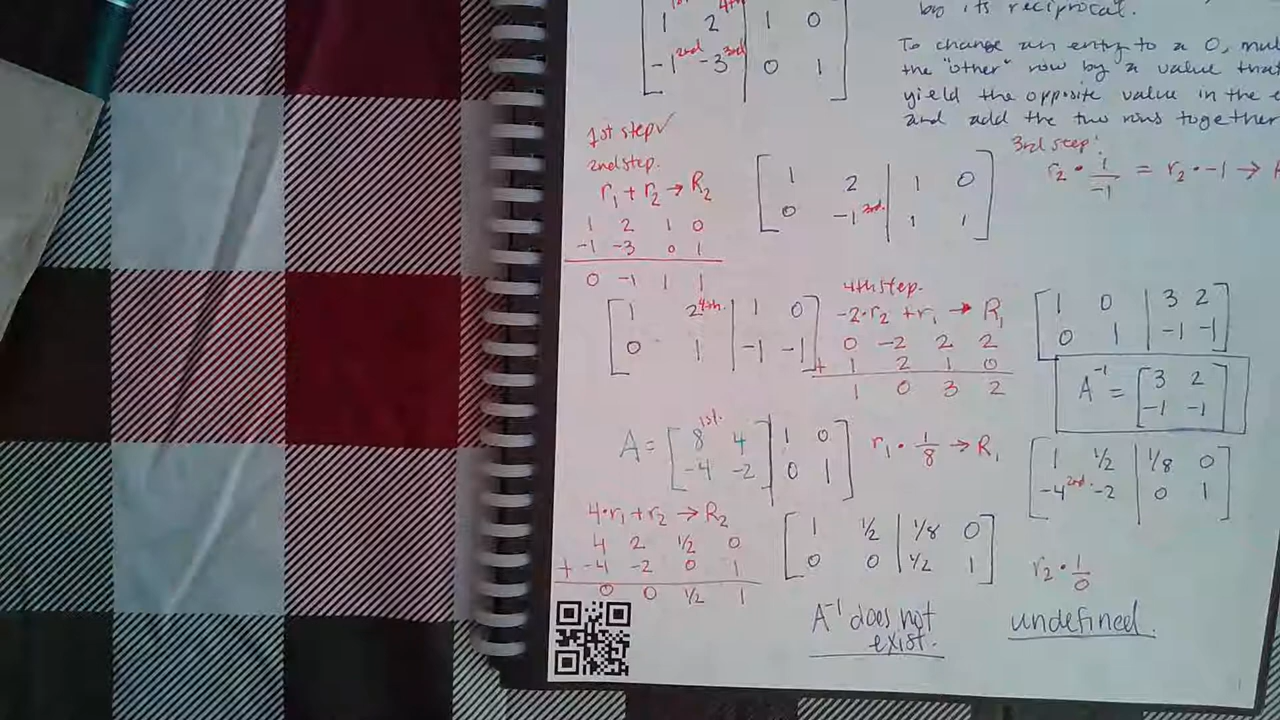 by its reciprocal.
1 2 4th | 1 0
-1 2nd -3 3rd | 0 1
To change an entry to a 0,
the "other" row by a value
yield the opposite value in the
and add the two rows together
1st step ✓
2nd step.
r₁ + r₂ → R₂
1 2 1 0
-1 -3 0 1
0 -1 1 1
1 2 | 1 0
0 -1 3rd. | 1 1
3rd step:
r₂ · 1/-1 = r₂ · -1 →
1 2 4th. | 1 0
0 1 | -1 -1
4th step.
-2·r₂ + r₁ → R₁
0 -2 2 2
+ 1 2 1 0
1 0 3 2
1 0 | 3 2
0 1 | -1 -1
A⁻¹ = [3 2
-1 -1]
1st.
A = [8 4 | 1 0]
-4 -2 | 0 1
r₁ · 1/8 → R₁
1 1/2 | 1/8 0
-4 2nd. -2 | 0 1
4·r₁ + r₂ → R₂
4 2 1/2 0
+ -4 -2 0 1
0 0 1/2 1
1 1/2 | 1/8 0
0 0 | 1/2 1
r₂ · 1/0
A⁻¹ does not
exist.
undefined.